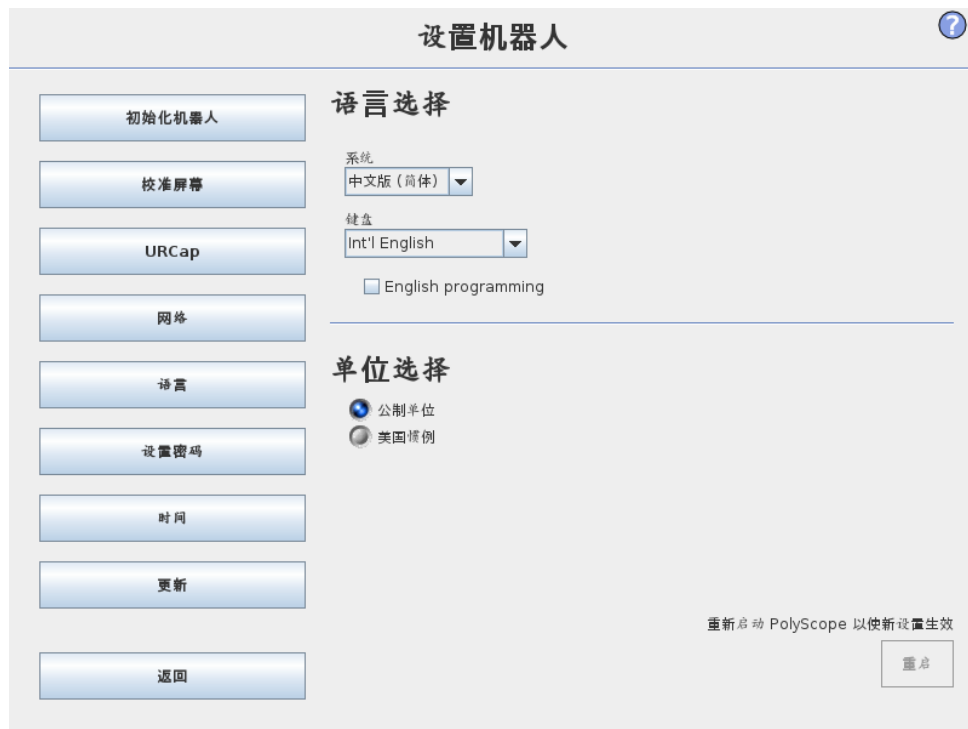 设置机器人
?
初始化机器人
校准屏幕
URCap
网络
语言
设置密码
时间
更新
返回
语言选择
系统
中文版 (简体)
键盘
Int'l English
English programming
单位选择
公制单位
美国惯例
重新启动 PolyScope 以使新设置生效
重启